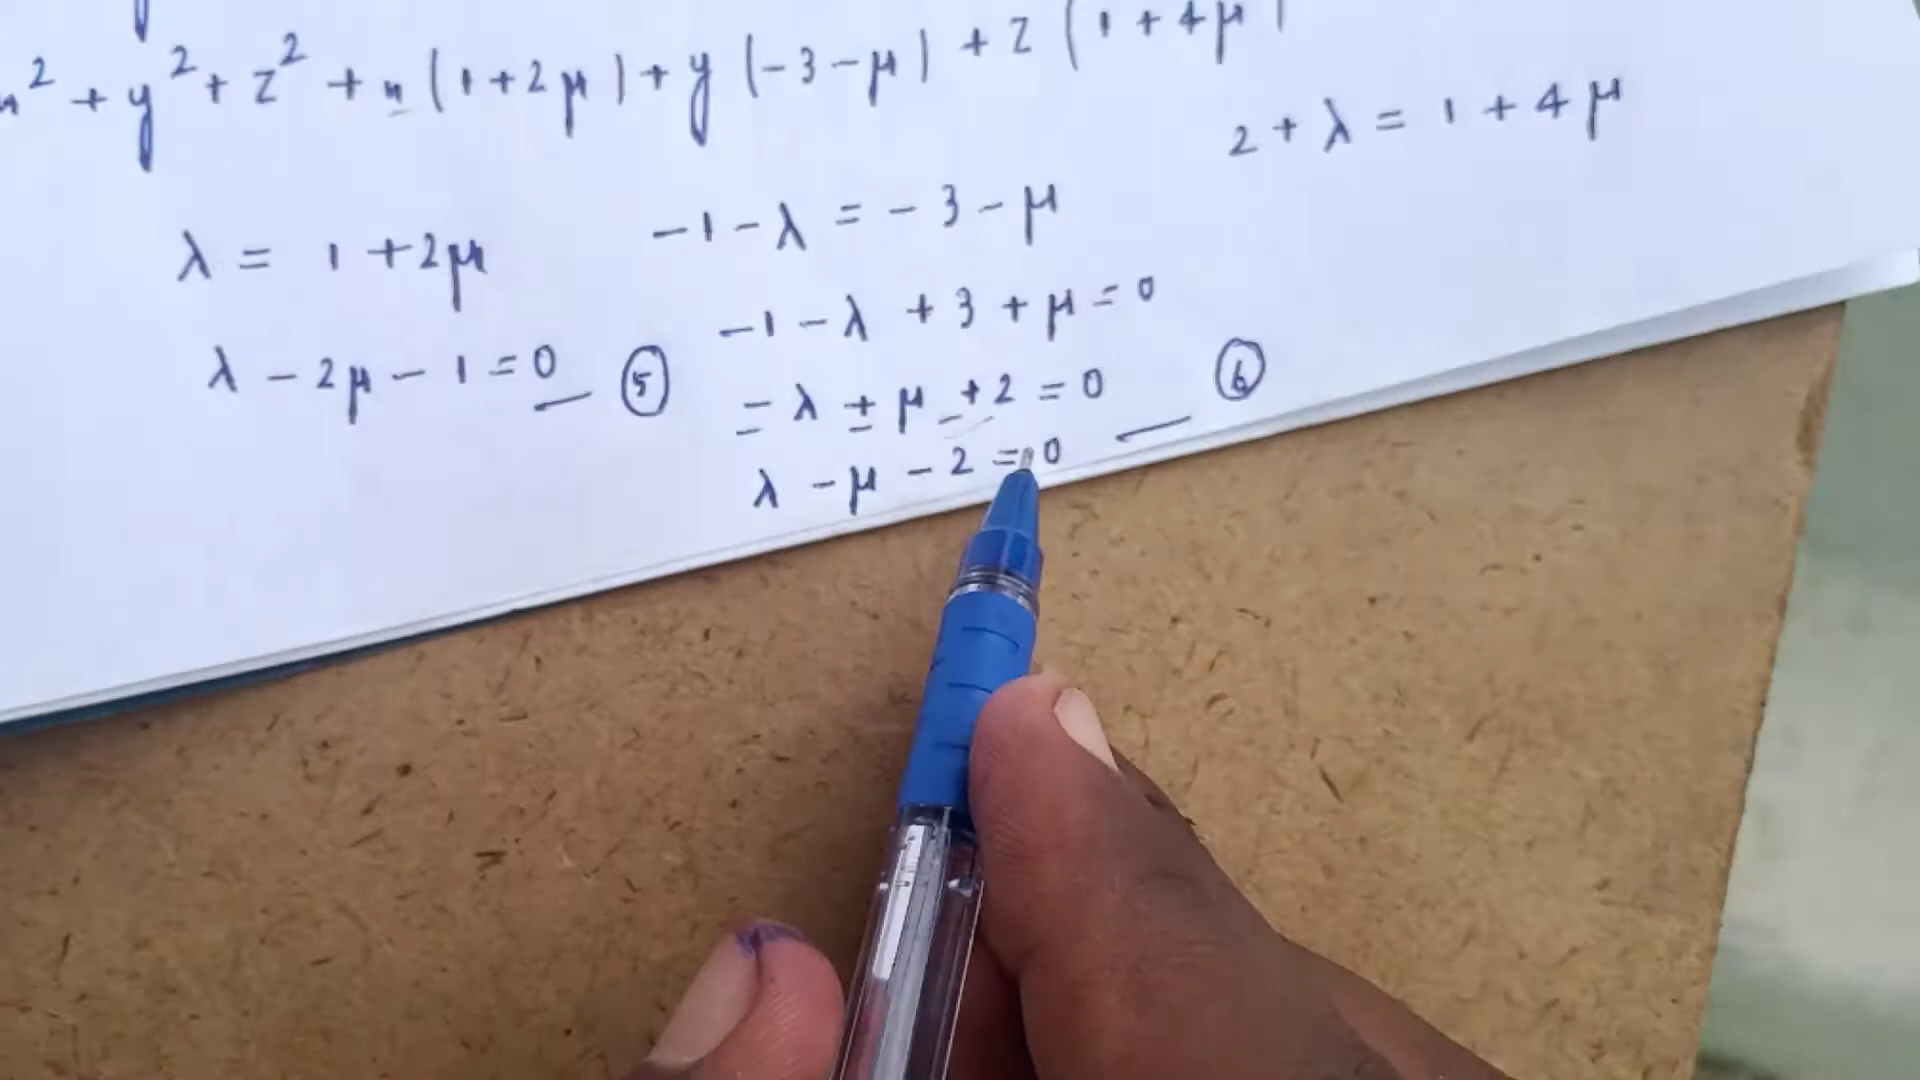 x² + y² + z² + x(1+2μ) + y(-3-μ) + z(1+4μ)
2 + λ = 1 + 4μ
λ = 1 + 2μ
-1 - λ = -3 - μ
-1 - λ + 3 + μ = 0
λ - 2μ - 1 = 0 — ⑤
-λ + μ + 2 = 0 — ⑥
λ - μ - 2 = 0